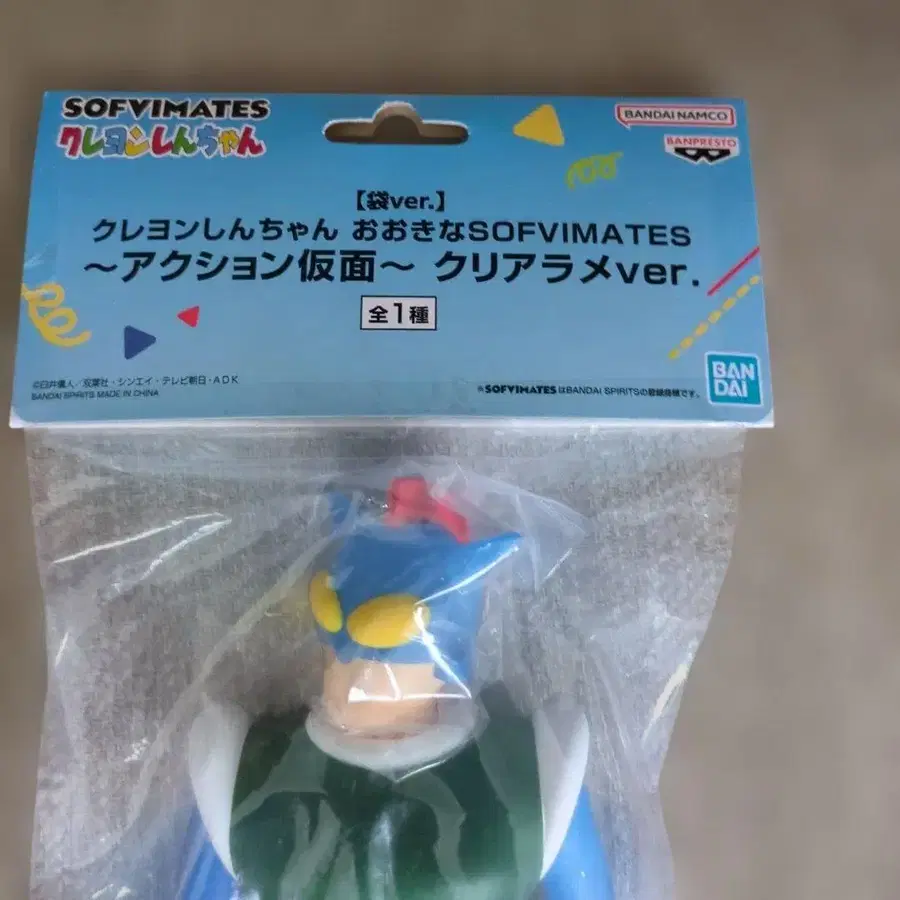 SOFVIMATES
クレヨンしんちゃん
BANDAI NAMCO
BANPRESTO
【袋ver.】
クレヨンしんちゃん おおきなSOFVIMATES
～アクション仮面～ クリアラメver.
全1種
©臼井儀人／双葉社・シンエイ・テレビ朝日・ADK
BANDAI SPIRITS MADE IN CHINA
※SOFVIMATESはBANDAI SPIRITSの登録商標です。
BAN
DAI